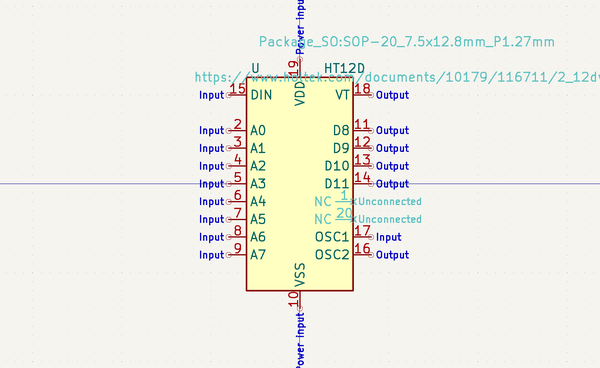 Power input
Package_SO:SOP-20_7.5x12.8mm_P1.27mm
U HT12D
https://www.holtek.com/documents/10179/116711/2_12dv
19
VDD
Input 15 DIN VT 18 Output
Input 2 A0 D8 11 Output
Input 3 A1 D9 12 Output
Input 4 A2 D10 13 Output
Input 5 A3 D11 14 Output
Input 6 A4 NC 1 Unconnected
Input 7 A5 NC 20 Unconnected
Input 8 A6 OSC1 17 Input
Input 9 A7 OSC2 16 Output
VSS
10
Power input